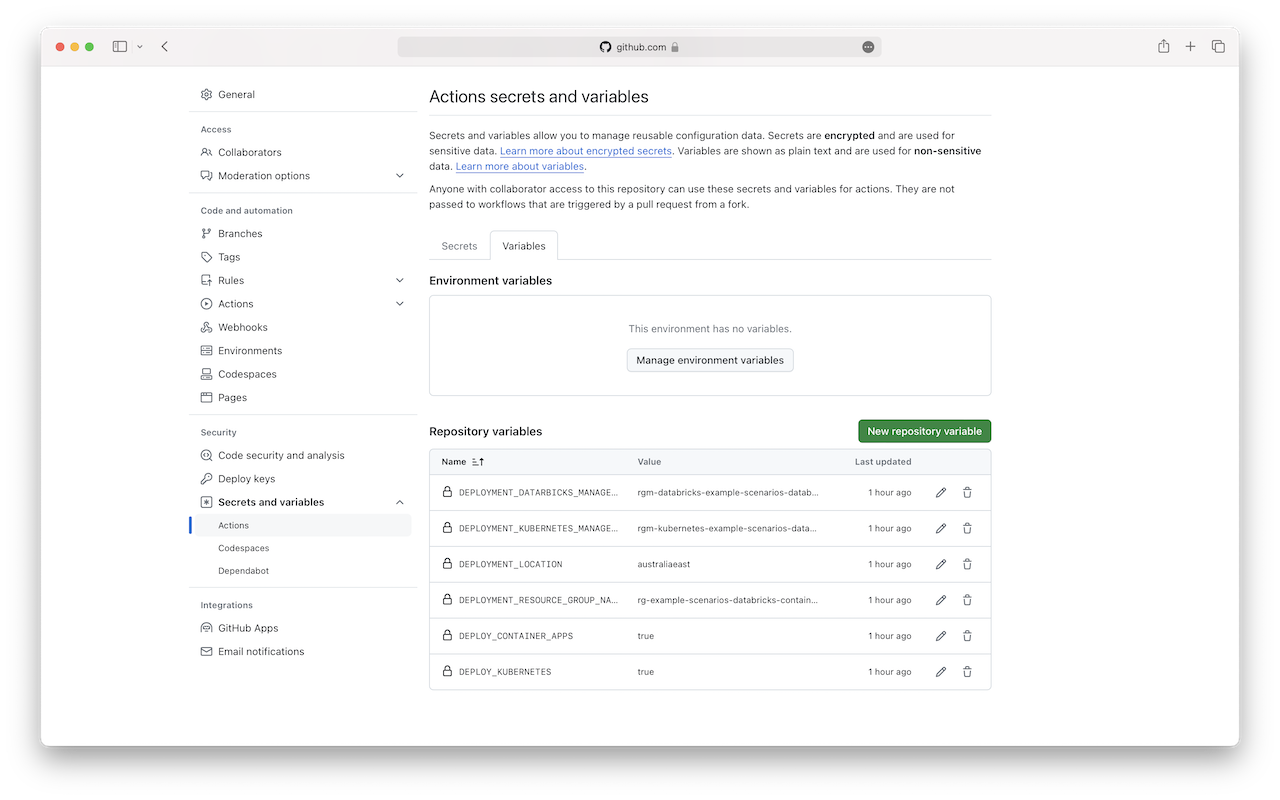 github.com
General
Access
Collaborators
Moderation options
Code and automation
Branches
Tags
Rules
Actions
Webhooks
Environments
Codespaces
Pages
Security
Code security and analysis
Deploy keys
Secrets and variables
Actions
Codespaces
Dependabot
Integrations
GitHub Apps
Email notifications
Actions secrets and variables
Secrets and variables allow you to manage reusable configuration data. Secrets are encrypted and are used for
sensitive data. Learn more about encrypted secrets. Variables are shown as plain text and are used for non-sensitive
data. Learn more about variables.
Anyone with collaborator access to this repository can use these secrets and variables for actions. They are not
passed to workflows that are triggered by a pull request from a fork.
Secrets Variables
Environment variables
This environment has no variables.
Manage environment variables
Repository variables New repository variable
Name Value Last updated
DEPLOYMENT_DATARBICKS_MANAGE... rgm-databricks-example-scenarios-datab... 1 hour ago
DEPLOYMENT_KUBERNETES_MANAGE... rgm-kubernetes-example-scenarios-data... 1 hour ago
DEPLOYMENT_LOCATION australiaeast 1 hour ago
DEPLOYMENT_RESOURCE_GROUP_NA... rg-example-scenarios-databricks-contain... 1 hour ago
DEPLOY_CONTAINER_APPS true 1 hour ago
DEPLOY_KUBERNETES true 1 hour ago